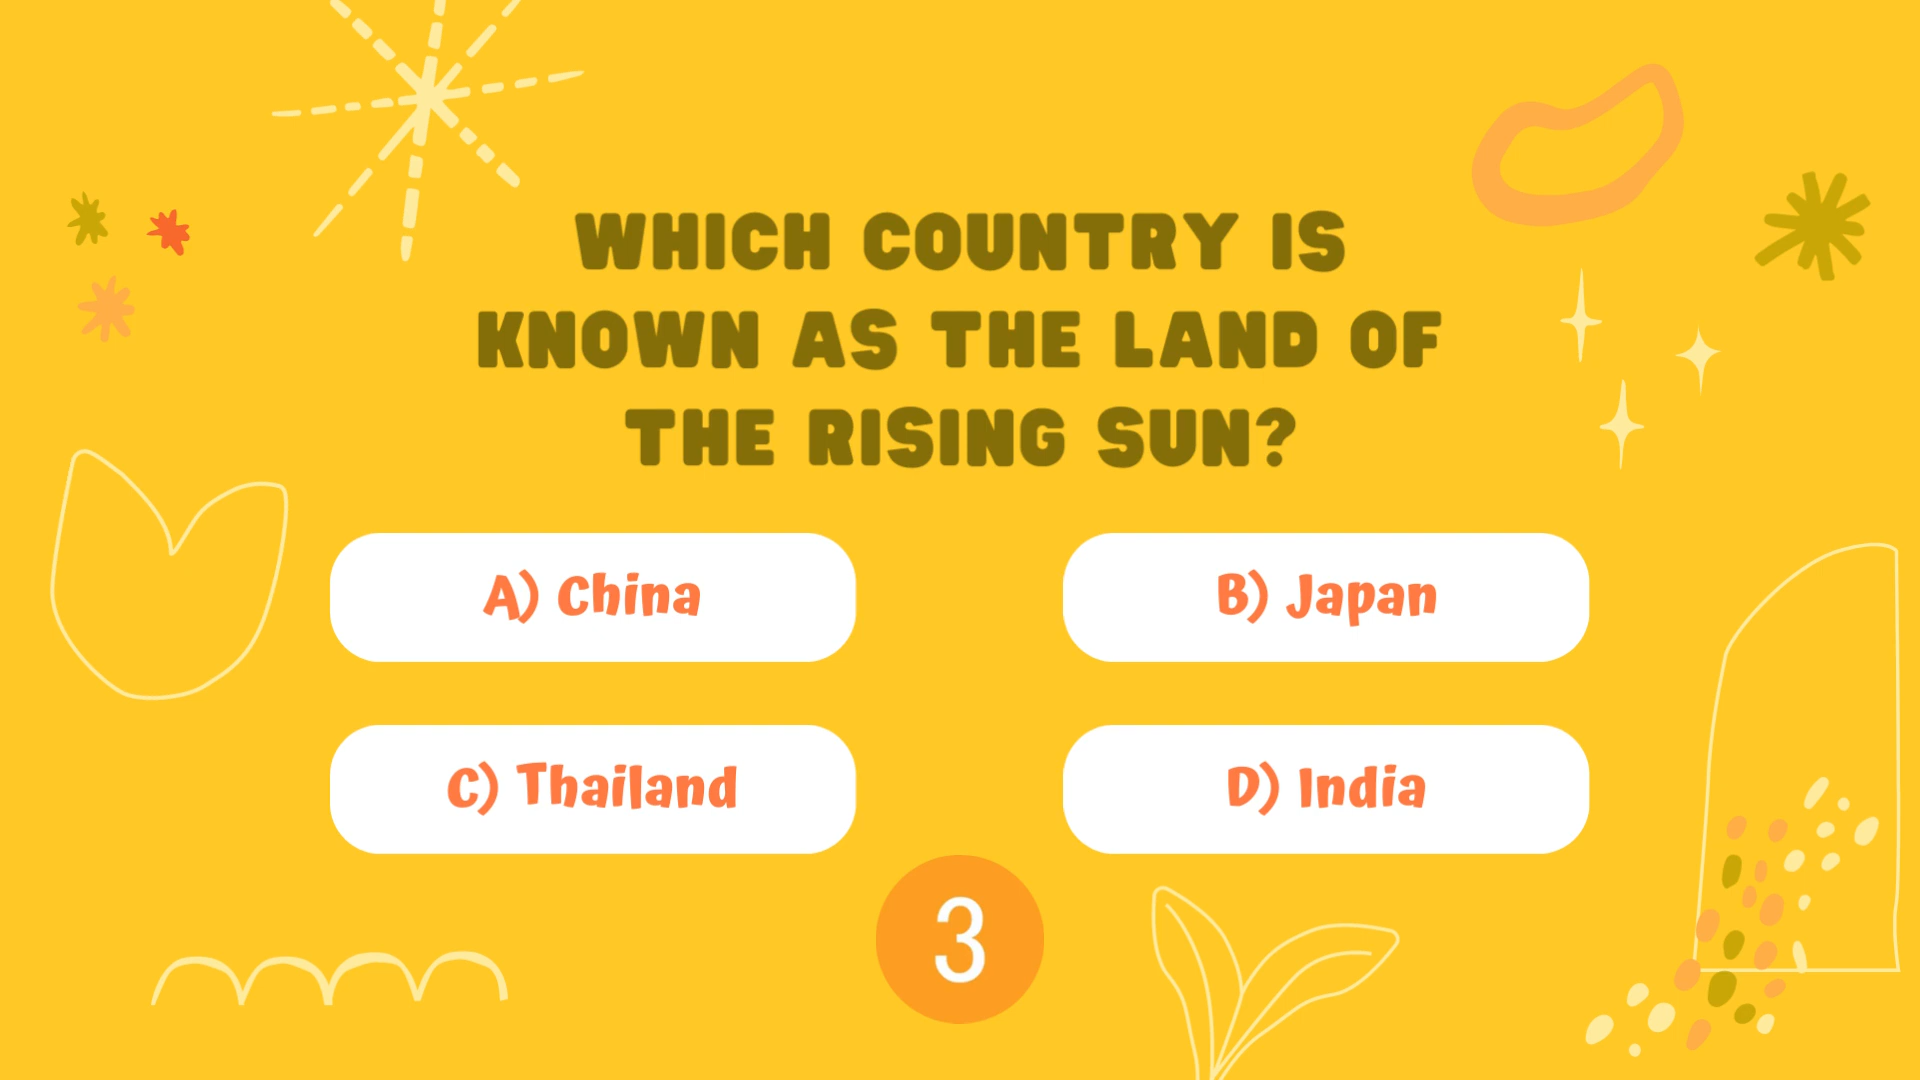 WHICH COUNTRY IS
KNOWN AS THE LAND OF
THE RISING SUN?
A) China
B) Japan
C) Thailand
D) India
3